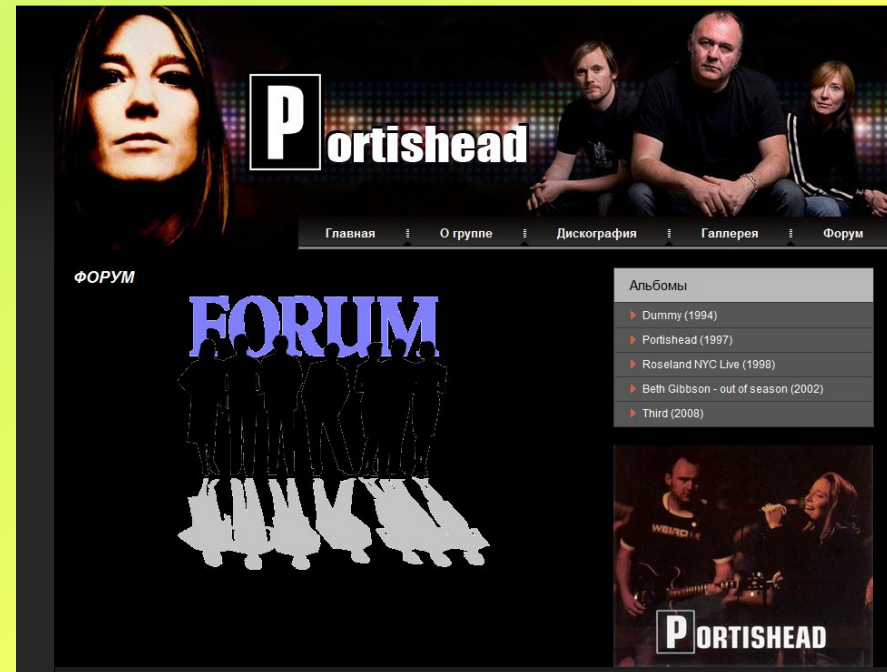 Portishead
Главная
О группе
Дискография
Галлерея
Форум
ФОРУМ
FORUM
Альбомы
Dummy (1994)
Portishead (1997)
Roseland NYC Live (1998)
Beth Gibbson - out of season (2002)
Third (2008)
WEIRD
PORTISHEAD